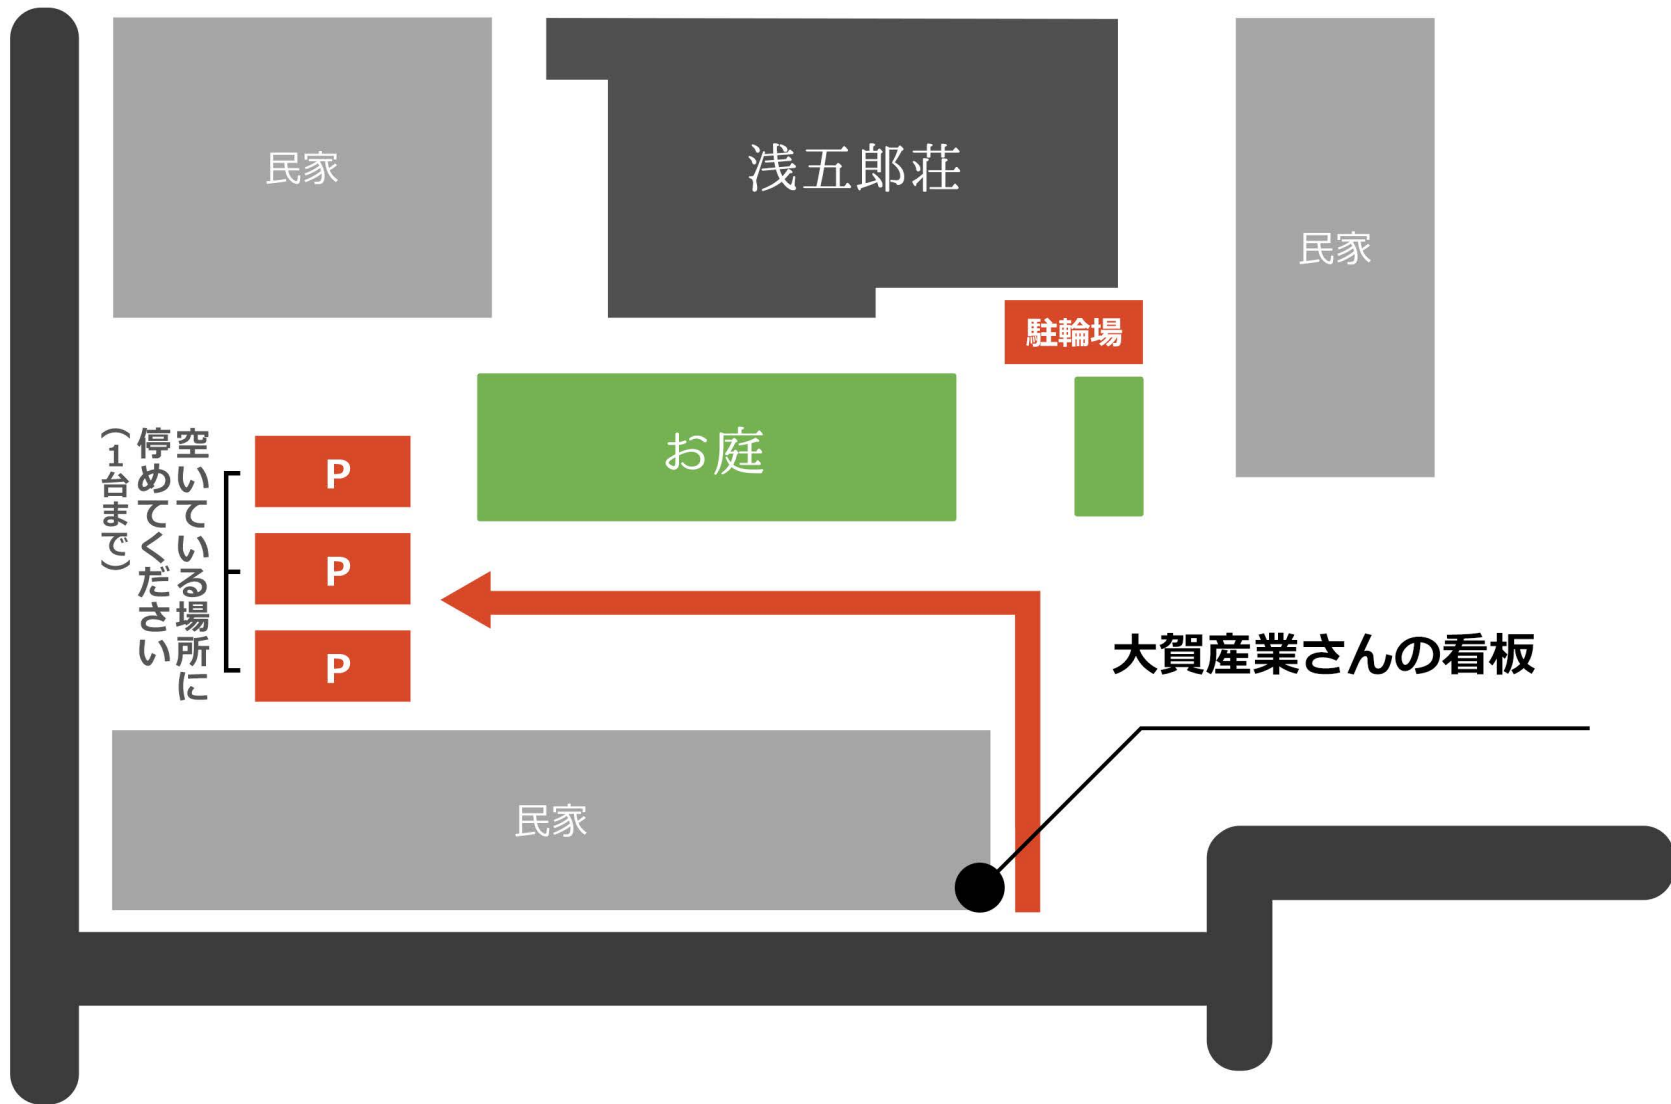 民家
浅五郎荘
民家
駐輪場
お庭
空いている場所に
停めてください
（1台まで）
P
P
P
大賀産業さんの看板
民家